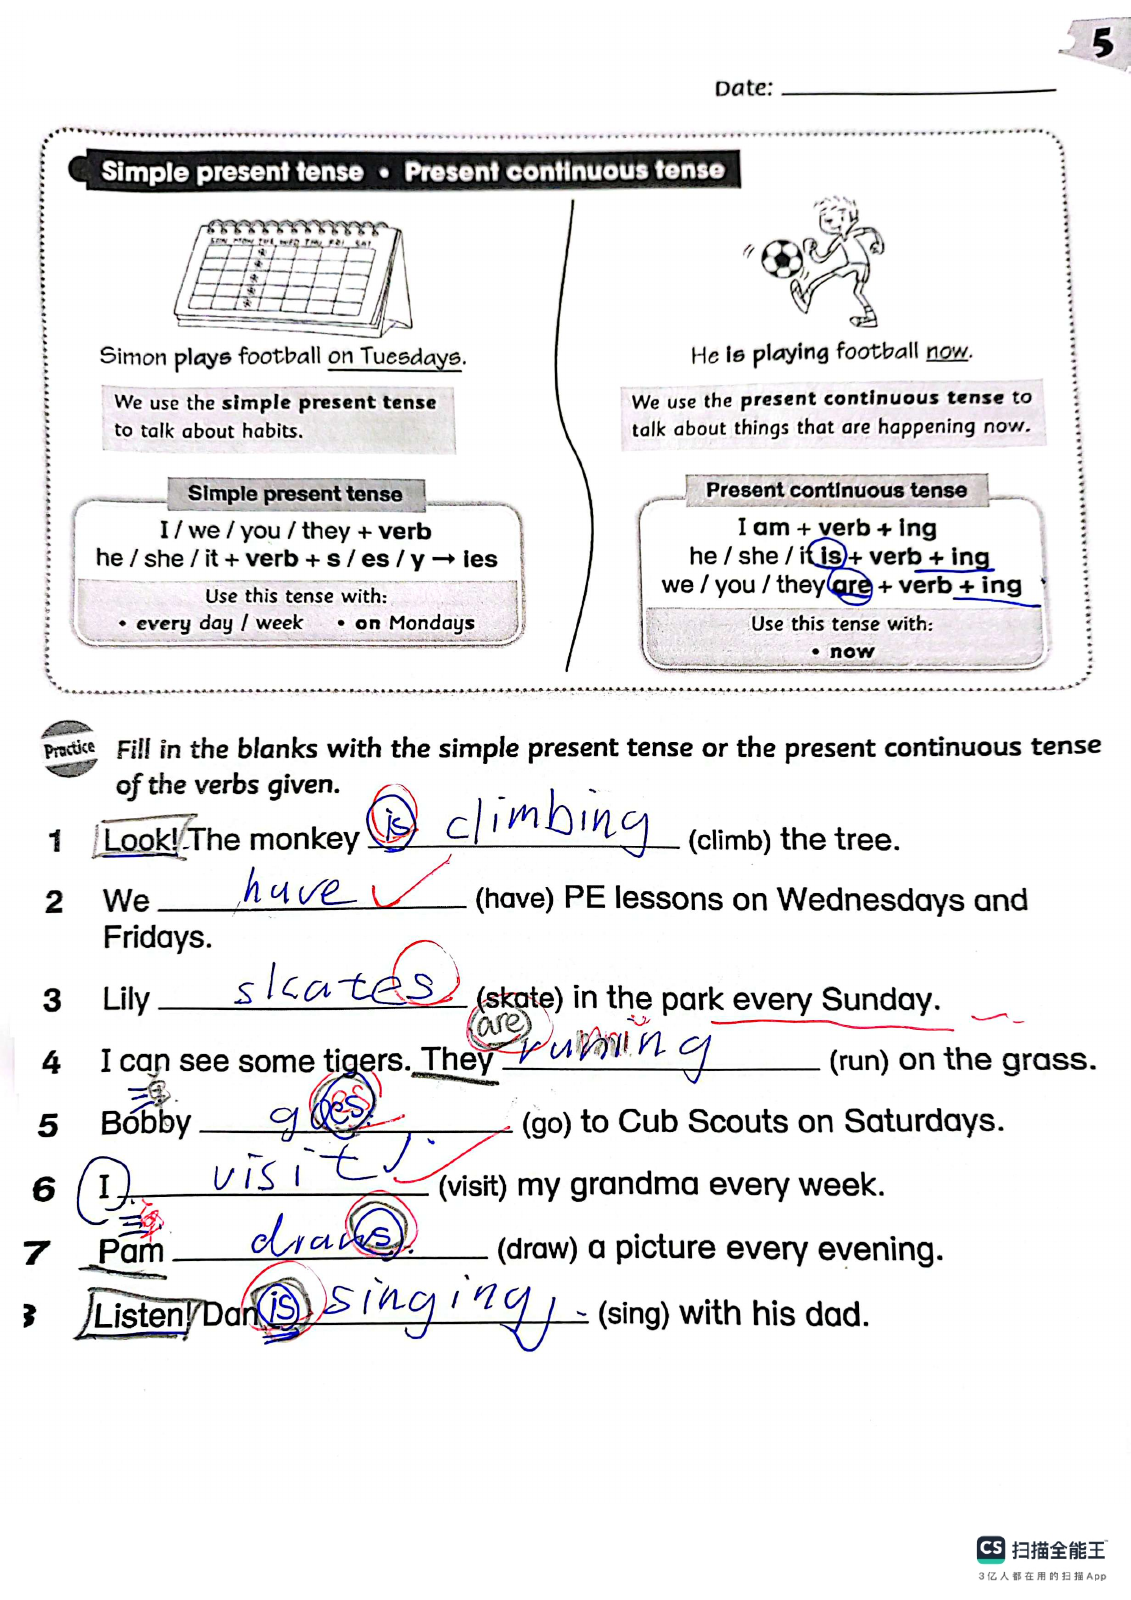 5
Date:
Simple present tense • Present continuous tense
SUN MON TUE WED THU FRI SAT
Simon plays football on Tuesdays.
He is playing football now.
We use the simple present tense
to talk about habits.
We use the present continuous tense to
talk about things that are happening now.
Simple present tense
I / we / you / they + verb
he / she / it + verb + s / es / y → ies
Use this tense with:
• every day / week • on Mondays
Present continuous tense
I am + verb + ing
he / she / it is + verb + ing
we / you / they are + verb + ing
Use this tense with:
• now
Practice
Fill in the blanks with the simple present tense or the present continuous tense
of the verbs given.
1 Look! The monkey is climbing (climb) the tree.
2 We have (have) PE lessons on Wednesdays and
Fridays.
3 Lily skates (skate) in the park every Sunday.
4 I can see some tigers. They are running (run) on the grass.
5 Bobby goes (go) to Cub Scouts on Saturdays.
6 I visit (visit) my grandma every week.
7 Pam draws (draw) a picture every evening.
Listen! Dan is singing (sing) with his dad.
CS 扫描全能王
3亿人都在用的扫描App